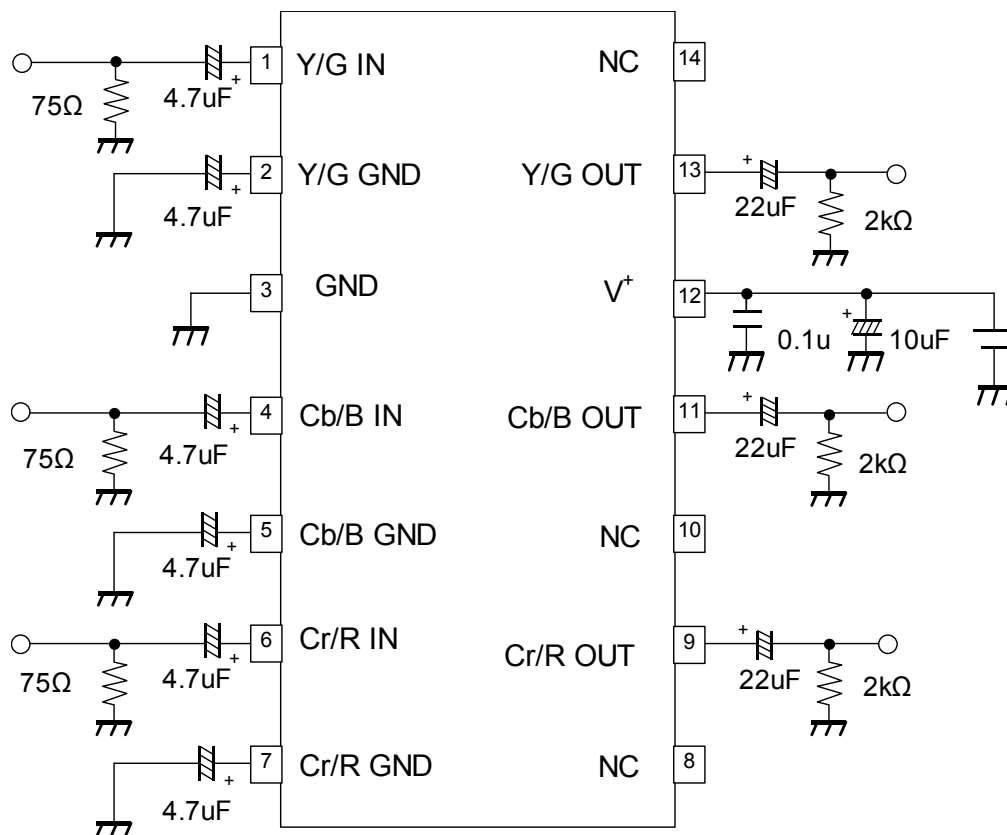 1 Y/G IN NC 14
75Ω 4.7uF +
2 Y/G GND Y/G OUT 13 +
4.7uF + 22uF 2kΩ
3 GND V+ 12
+ 0.1u 10uF
4 Cb/B IN Cb/B OUT 11 +
75Ω 4.7uF + 22uF 2kΩ
5 Cb/B GND NC 10
4.7uF +
6 Cr/R IN Cr/R OUT 9 +
75Ω 4.7uF + 22uF 2kΩ
7 Cr/R GND NC 8
4.7uF +